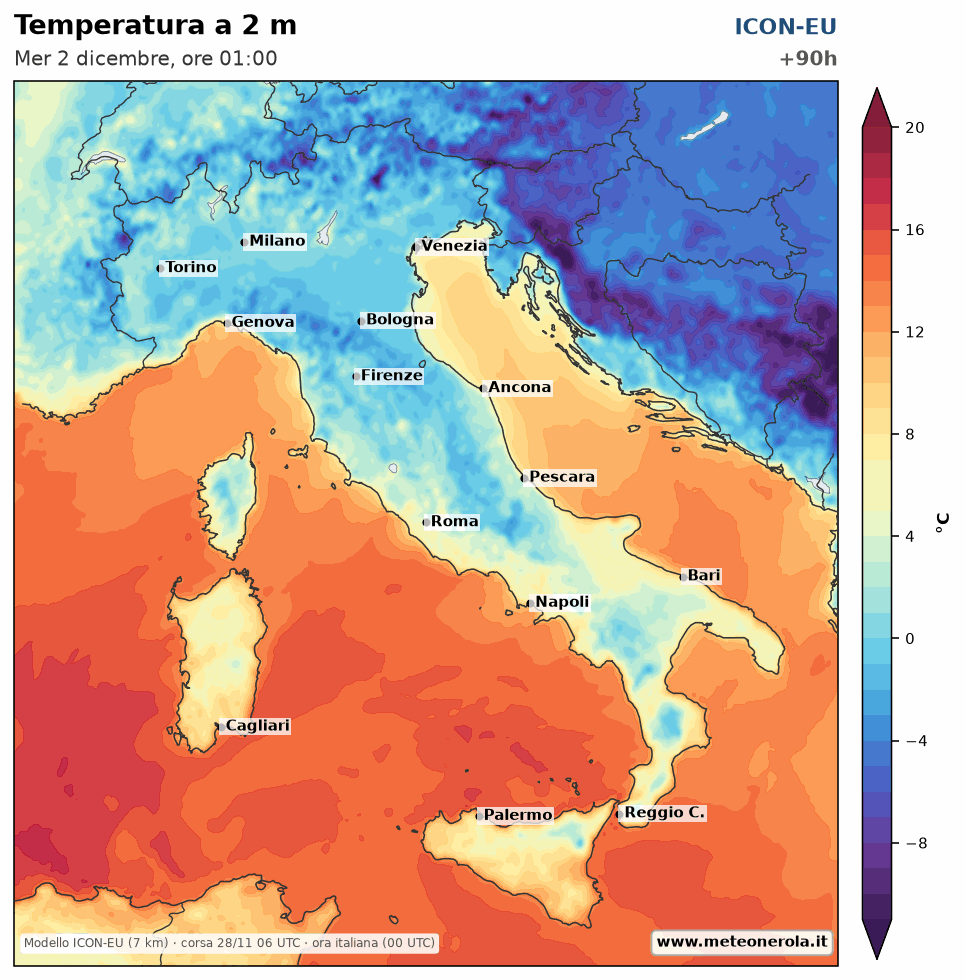 Temperatura a 2 m
ICON-EU
Mer 2 dicembre, ore 01:00
+90h
20
16
12
8
4
0
−4
−8
°C
Milano
Venezia
Torino
Genova
Bologna
Firenze
Ancona
Pescara
Roma
Bari
Napoli
Cagliari
Palermo
Reggio C.
Modello ICON-EU (7 km) · corsa 28/11 06 UTC · ora italiana (00 UTC)
www.meteonerola.it